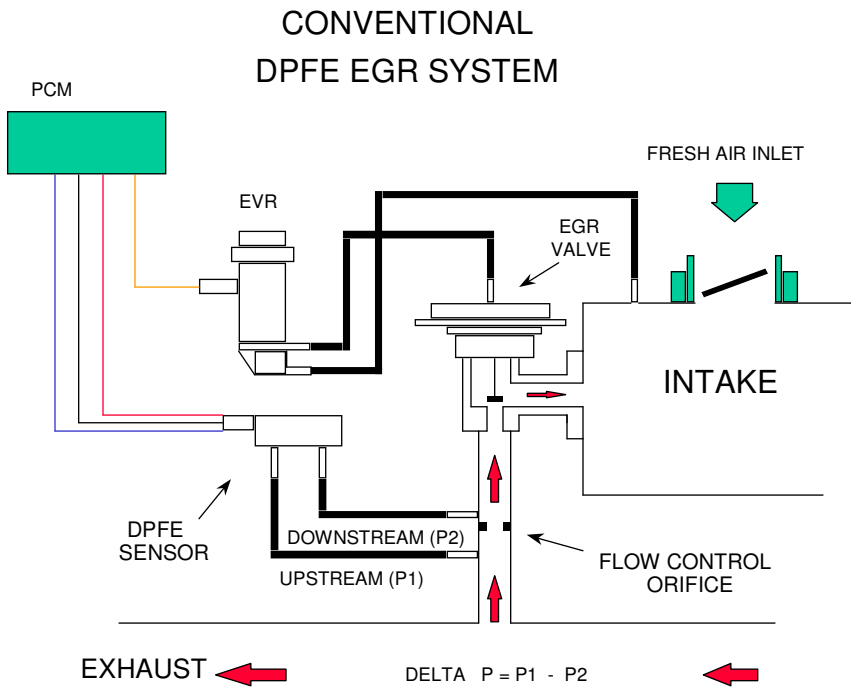 CONVENTIONAL
DPFE EGR SYSTEM
PCM
FRESH AIR INLET
EVR
EGR
VALVE
INTAKE
DPFE
SENSOR
DOWNSTREAM (P2)
UPSTREAM (P1)
FLOW CONTROL
ORIFICE
EXHAUST
DELTA P = P1 - P2